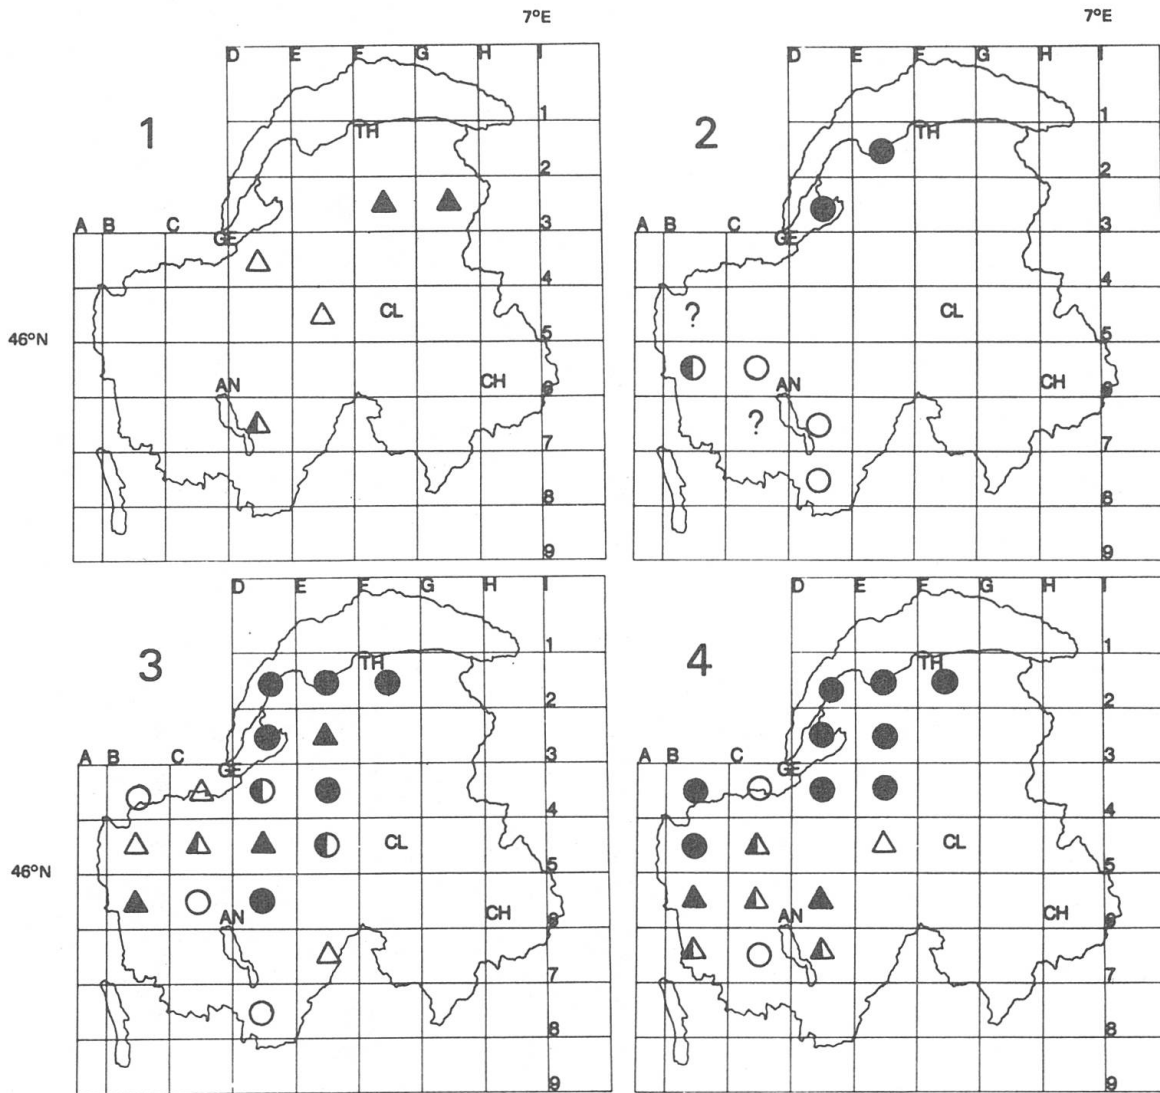 7°E 7°E
D E F G H I D E F G H I
1 1
1 TH 2 TH
2 2
A B C 3 A B C 3
GE GE
4 4
CL ? CL
46°N 5 5
AN CH 6 AN CH 6
?
7 7
8 8
9 9
D E F G H I D E F G H I
1 1
3 TH 4 TH
2 2
A B C 3 A B C 3
GE GE
4 4
CL CL
46°N 5 5
AN CH 6 AN CH 6
7 7
8 8
9 9